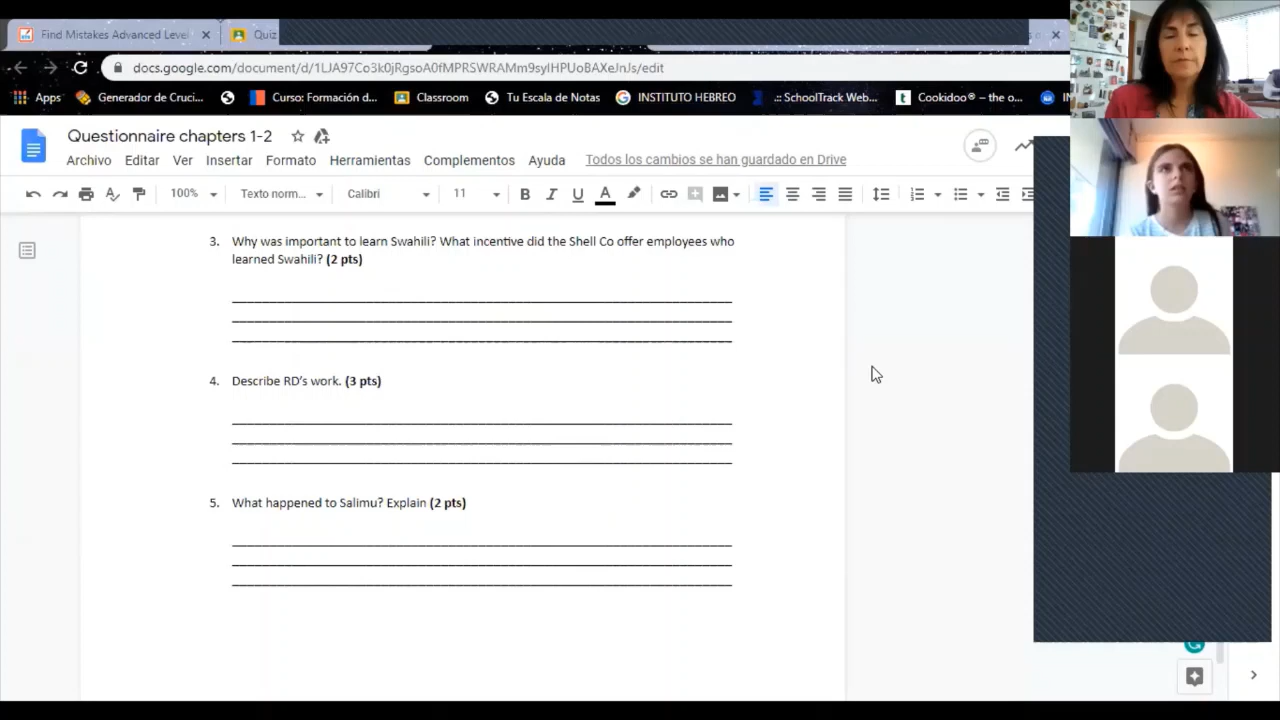 Find Mistakes Advanced Level
Quiz
docs.google.com/document/d/1LJA97Co3k0jRgsoA0fMPRSWRAMm9sylHPUoBAXeJnJs/edit
Apps
Generador de Cruci...
Curso: Formación d...
Classroom
Tu Escala de Notas
INSTITUTO HEBREO
.:: SchoolTrack Web...
Cookidoo® – the o...
Questionnaire chapters 1-2
Archivo Editar Ver Insertar Formato Herramientas Complementos Ayuda Todos los cambios se han guardado en Drive
100% Texto norm... Calibri 11 B I U A
3. Why was important to learn Swahili? What incentive did the Shell Co offer employees who
learned Swahili? (2 pts)
4. Describe RD's work. (3 pts)
5. What happened to Salimu? Explain (2 pts)